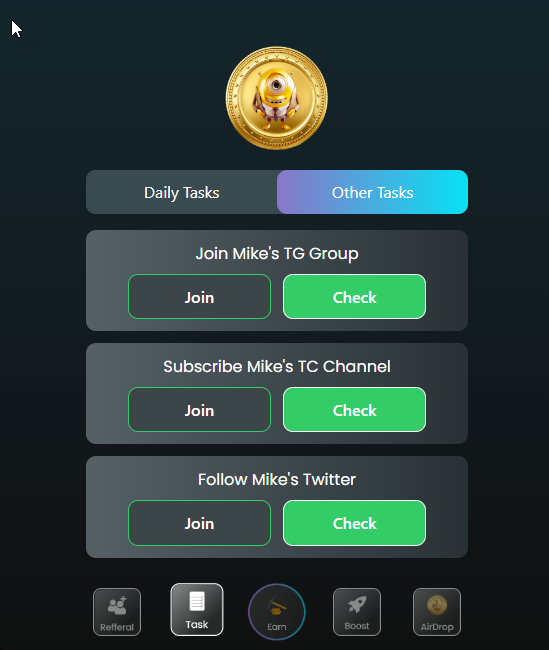 Daily Tasks
Other Tasks
Join Mike's TG Group
Join
Check
Subscribe Mike's TC Channel
Join
Check
Follow Mike's Twitter
Join
Check
Refferal
Task
Earn
Boost
AirDrop